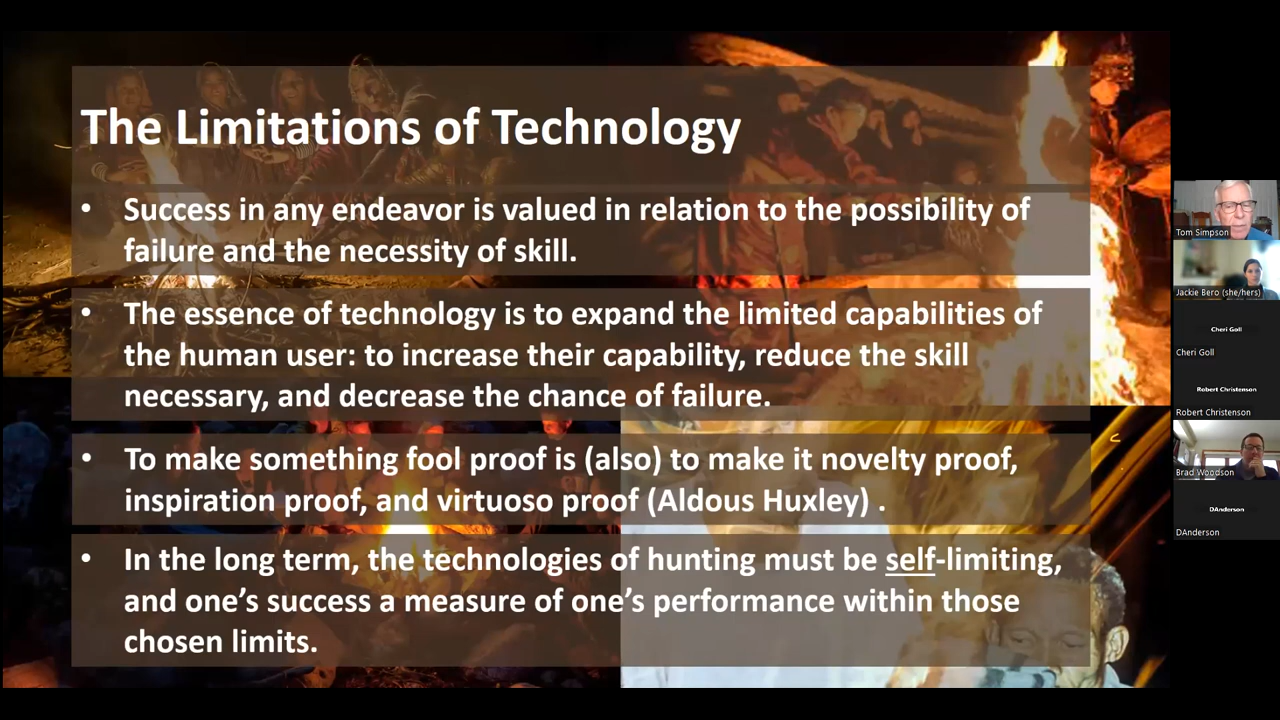 The Limitations of Technology
• Success in any endeavor is valued in relation to the possibility of
failure and the necessity of skill.
• The essence of technology is to expand the limited capabilities of
the human user: to increase their capability, reduce the skill
necessary, and decrease the chance of failure.
• To make something fool proof is (also) to make it novelty proof,
inspiration proof, and virtuoso proof (Aldous Huxley) .
• In the long term, the technologies of hunting must be self-limiting,
and one’s success a measure of one’s performance within those
chosen limits.
Tom Simpson
Jackie Bero (she/hers)
Cheri Goll
Cheri Goll
Robert Christenson
Robert Christenson
Brad Woodson
DAnderson
DAnderson